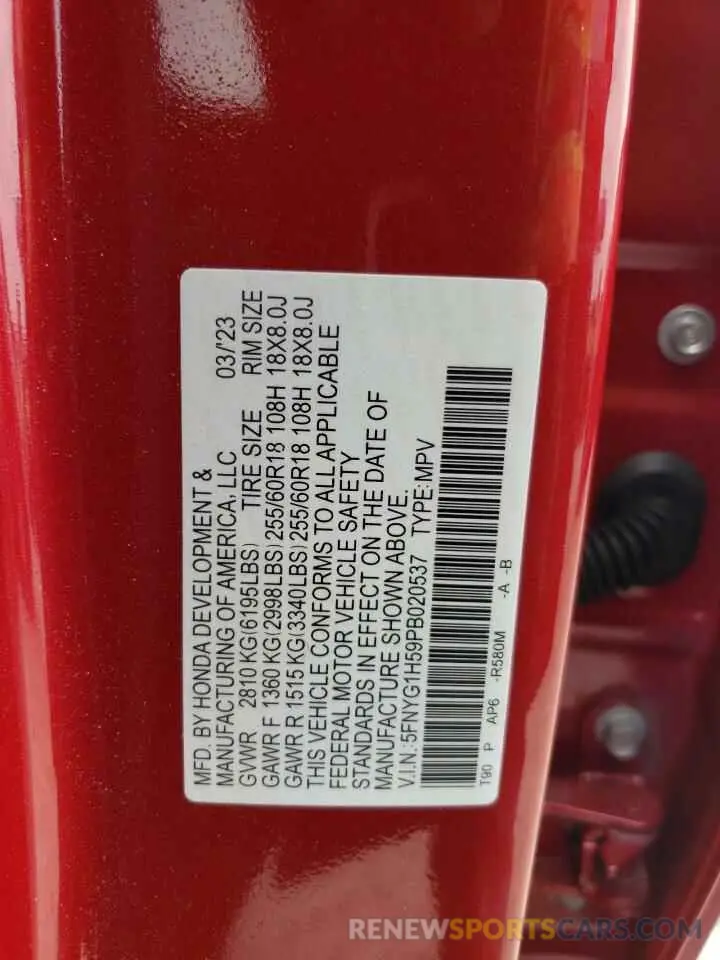 MFD. BY HONDA DEVELOPMENT &
MANUFACTURING OF AMERICA, LLC 03/'23
GVWR 2810 KG(6195LBS) TIRE SIZE RIM SIZE
GAWR F 1360 KG(2998LBS)255/60R18 108H 18X8.0J
GAWR R 1515 KG(3340LBS)255/60R18 108H 18X8.0J
THIS VEHICLE CONFORMS TO ALL APPLICABLE
FEDERAL MOTOR VEHICLE SAFETY
STANDARDS IN EFFECT ON THE DATE OF
MANUFACTURE SHOWN ABOVE.
V.I.N.:5FNYG1H59PB020537 TYPE:MPV
T90 P AP6 -R580M -A -B
RENEWSPORTSCARS.COM